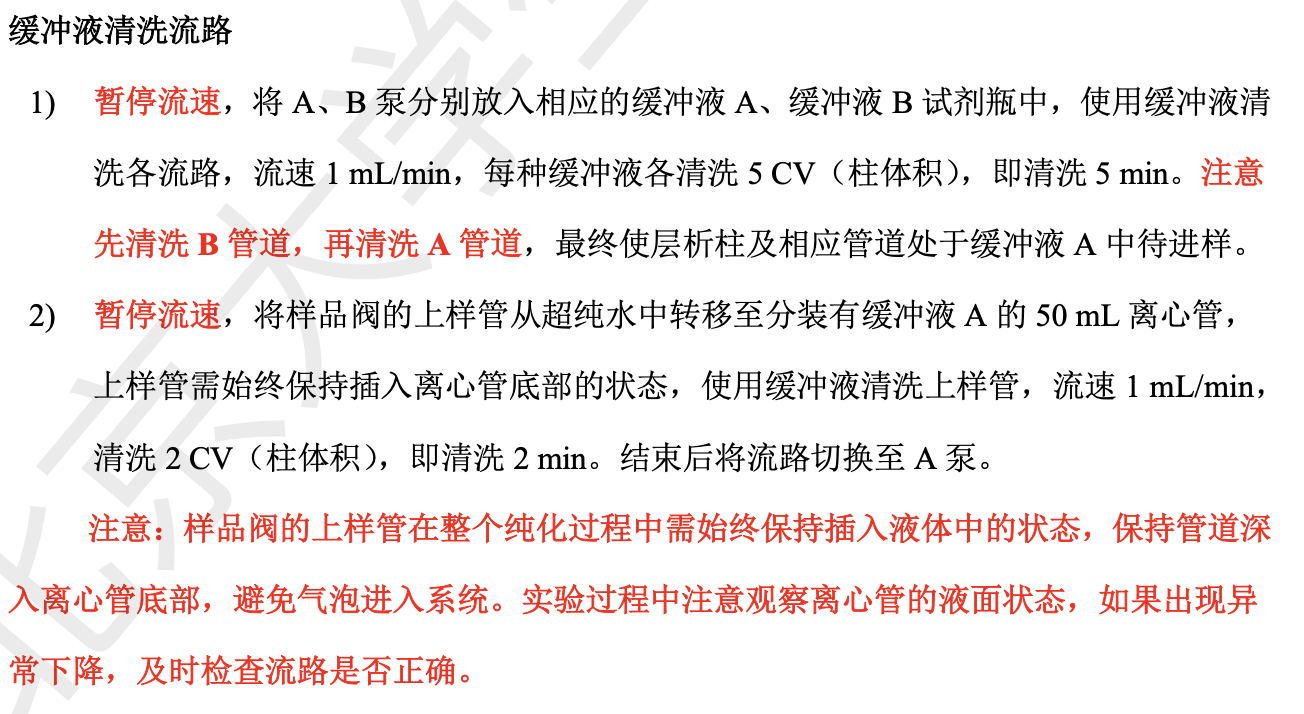 缓冲液清洗流路
1) 暂停流速，将 A、B 泵分别放入相应的缓冲液 A、缓冲液 B 试剂瓶中，使用缓冲液清
洗各流路，流速 1 mL/min，每种缓冲液各清洗 5 CV（柱体积），即清洗 5 min。注意
先清洗 B 管道，再清洗 A 管道，最终使层析柱及相应管道处于缓冲液 A 中待进样。
2) 暂停流速，将样品阀的上样管从超纯水中转移至分装有缓冲液 A 的 50 mL 离心管，
上样管需始终保持插入离心管底部的状态，使用缓冲液清洗上样管，流速 1 mL/min，
清洗 2 CV（柱体积），即清洗 2 min。结束后将流路切换至 A 泵。
注意：样品阀的上样管在整个纯化过程中需始终保持插入液体中的状态，保持管道深
入离心管底部，避免气泡进入系统。实验过程中注意观察离心管的液面状态，如果出现异
常下降，及时检查流路是否正确。
北京大学